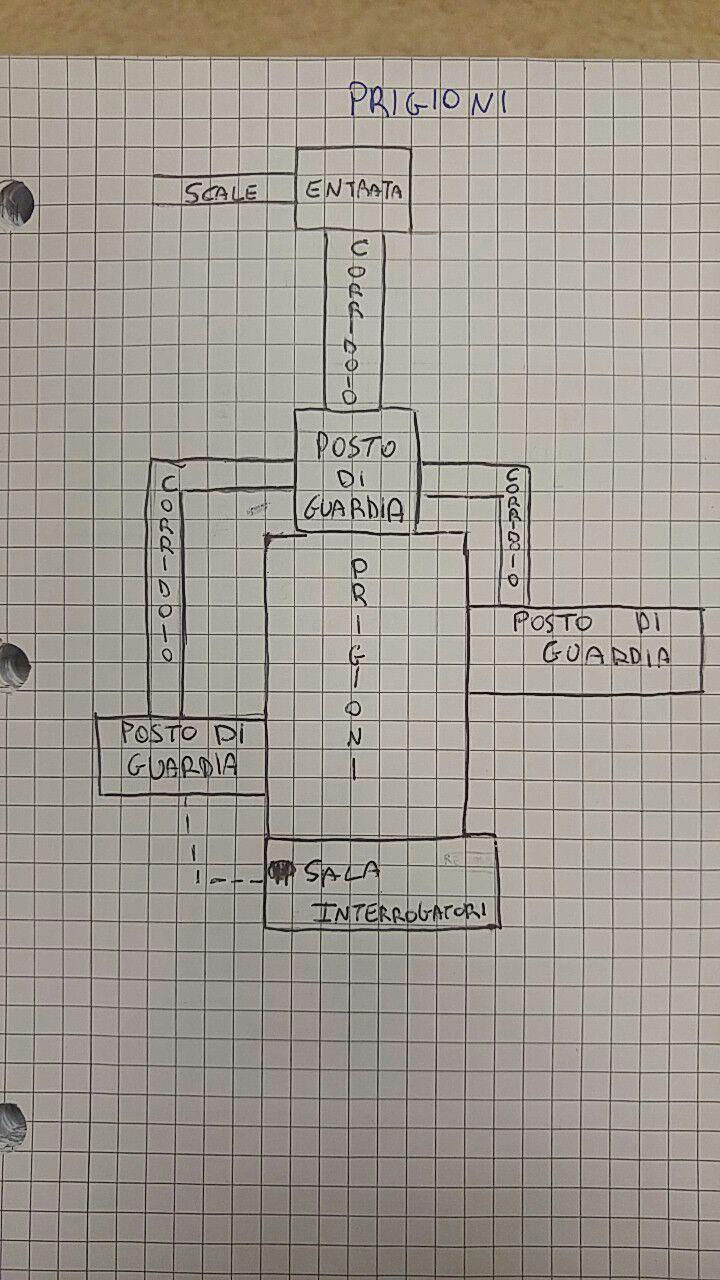 PRIGIONI
SCALE
ENTRATA
CORRIDOIO
POSTO
DI
GUARDIA
CORRIDOIO
CORRIDOIO
PRIGIONI
POSTO DI
GUARDIA
POSTO DI
GUARDIA
SALA
INTERROGATORI